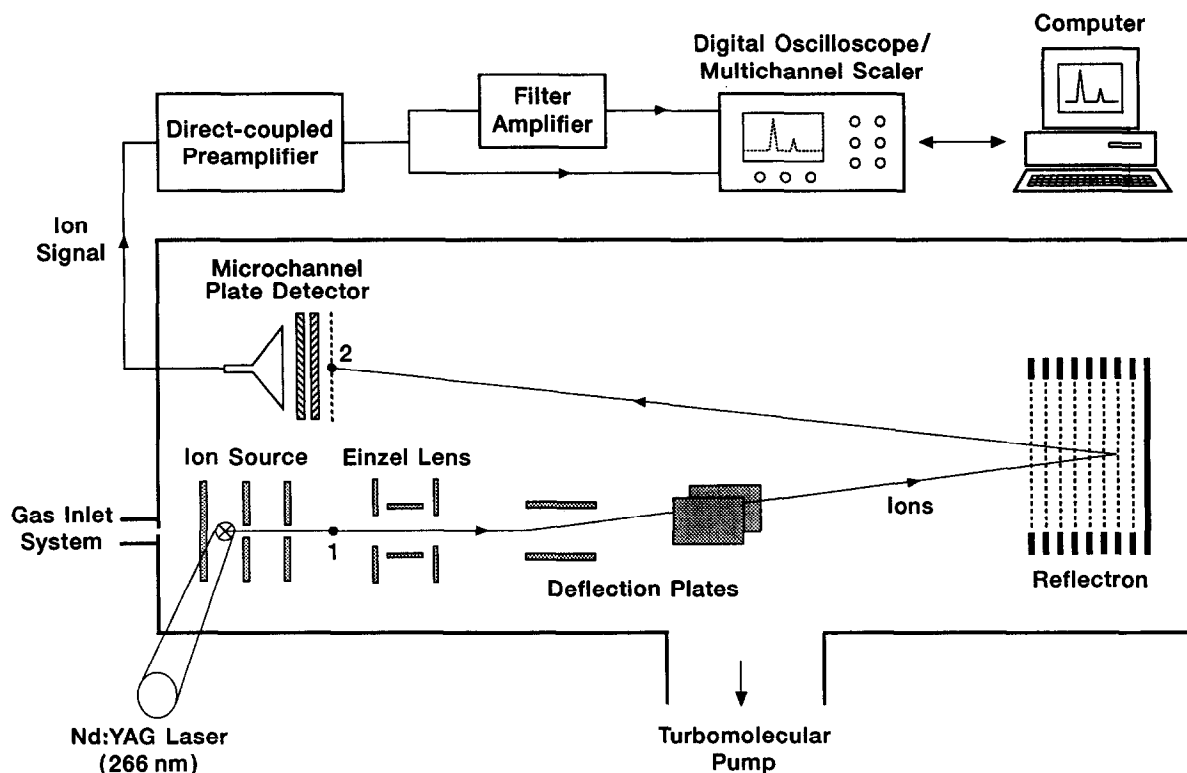 Computer
Digital Oscilloscope/
Multichannel Scaler
Filter
Amplifier
Direct-coupled
Preamplifier
Ion
Signal
Microchannel
Plate Detector
2
Ion Source
Einzel Lens
Gas Inlet
System
1
Ions
Deflection Plates
Reflectron
Nd:YAG Laser
(266 nm)
Turbomolecular
Pump